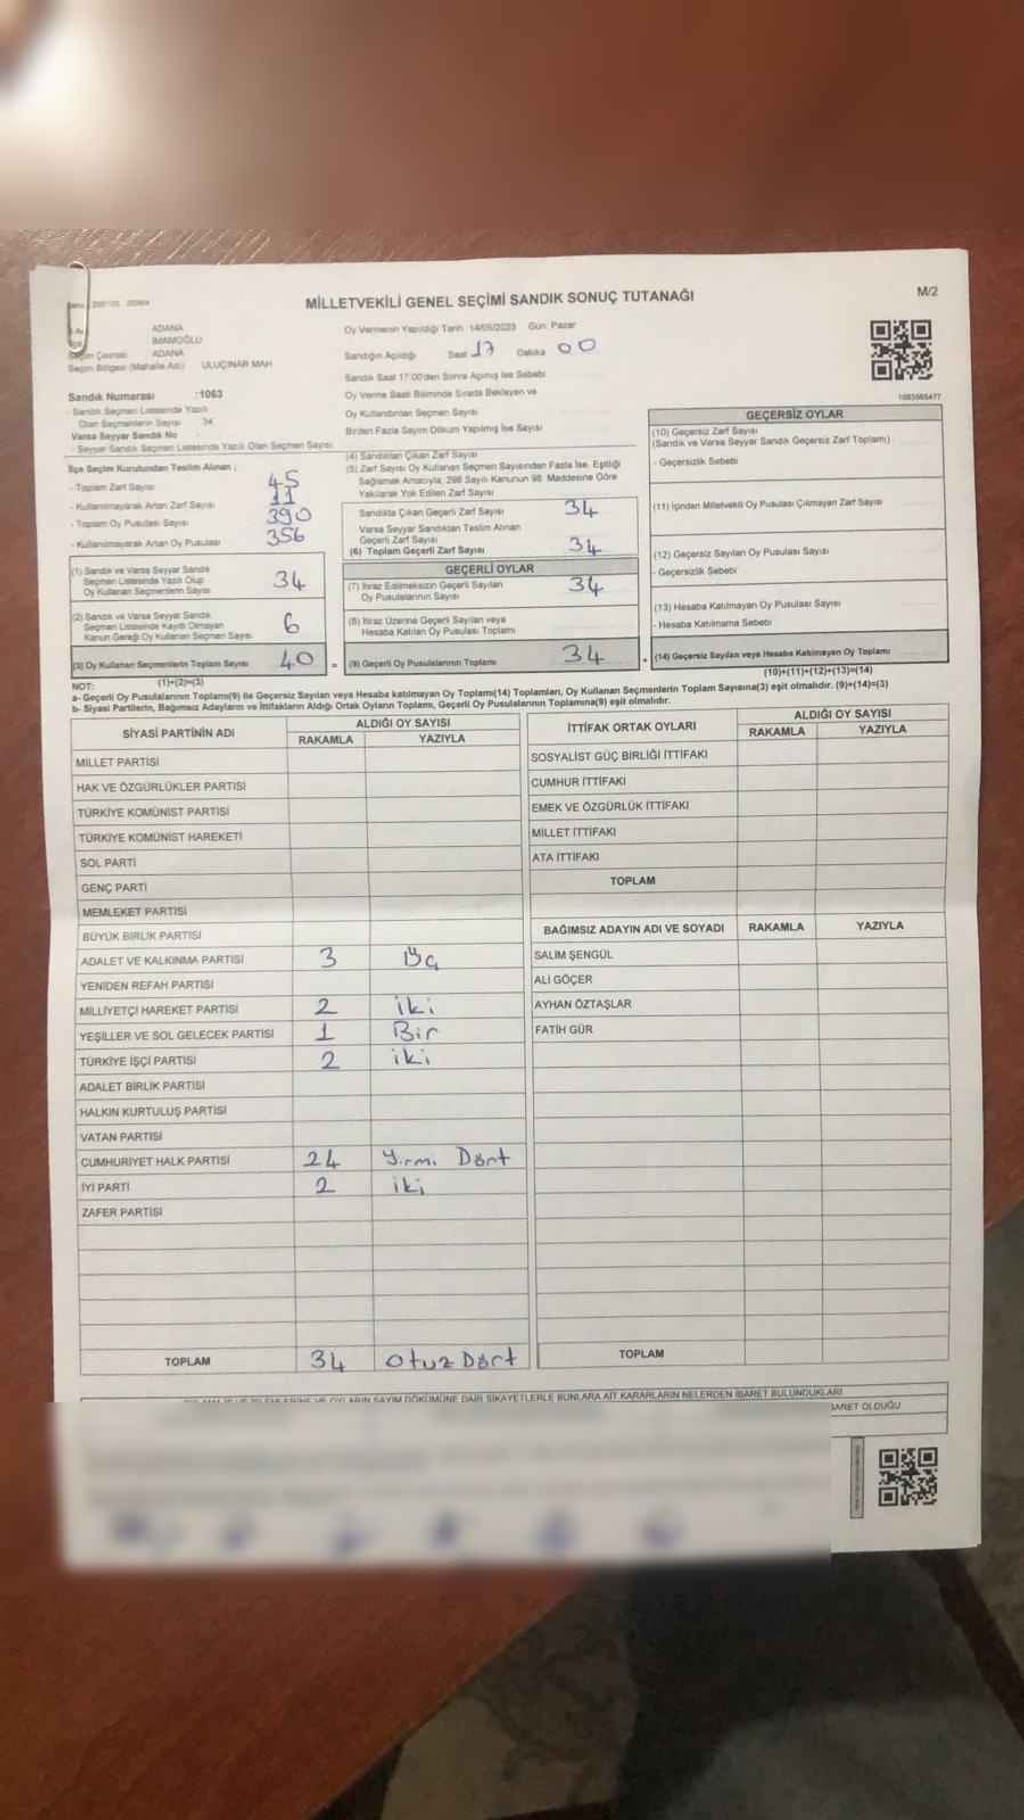 MİLLETVEKİLİ GENEL SEÇİMİ SANDIK SONUÇ TUTANAĞI
M/2
ADANA
İMAMOĞLU
Seçim Çevresi ADANA
Seçim Bölgesi (Mahalle Adı) ULUÇINAR MAH
Oy Vermenin Yapıldığı Tarih: 14/05/2023 Gün: Pazar
Sandığın Açıldığı Saat 17 Dakika 00
Sandık Saat 17:00'den Sonra Açılmış İse Sebebi
Oy Verme Saati Bitiminde Sırada Bekleyen ve
Oy Kullandırılan Seçmen Sayısı
Birden Fazla Sayım Döküm Yapılmış İse Sayısı
Sandık Numarası :1063
- Sandık Seçmen Listesinde Yazılı
Olan Seçmenlerin Sayısı 34
Varsa Seyyar Sandık No
- Seyyar Sandık Seçmen Listesinde Yazılı Olan Seçmen Sayısı
İlçe Seçim Kurulundan Teslim Alınan ;
- Toplam Zarf Sayısı 45
- Kullanılmayarak Artan Zarf Sayısı 11
- Toplam Oy Pusulası Sayısı 390
- Kullanılmayarak Artan Oy Pusulası 356
(1) Sandık ve Varsa Seyyar Sandık
Seçmen Listesinde Yazılı Olup
Oy Kullanan Seçmenlerin Sayısı 34
(2) Sandık ve Varsa Seyyar Sandık
Seçmen Listesinde Kayıtlı Olmayan
Kanun Gereği Oy Kullanan Seçmen Sayısı 6
(3) Oy Kullanan Seçmenlerin Toplam Sayısı 40
(1)+(2)=(3)
(4) Sandıktan Çıkan Zarf Sayısı
(5) Zarf Sayısı Oy Kullanan Seçmen Sayısından Fazla İse, Eşitliği
Sağlamak Amacıyla, 298 Sayılı Kanunun 98. Maddesine Göre
Yakılarak Yok Edilen Zarf Sayısı
Sandıkta Çıkan Geçerli Zarf Sayısı 34
Varsa Seyyar Sandıktan Teslim Alınan
Geçerli Zarf Sayısı
(6) Toplam Geçerli Zarf Sayısı 34
GEÇERLİ OYLAR
(7) İtiraz Edilmeksizin Geçerli Sayılan
Oy Pusulalarının Sayısı 34
(8) İtiraz Üzerine Geçerli Sayılan veya
Hesaba Katılan Oy Pusulası Toplamı
(9) Geçerli Oy Pusulalarının Toplamı 34
1083565477
GEÇERSİZ OYLAR
(10) Geçersiz Zarf Sayısı
(Sandık ve Varsa Seyyar Sandık Geçersiz Zarf Toplamı)
- Geçersizlik Sebebi
(11) İçinden Milletvekili Oy Pusulası Çıkmayan Zarf Sayısı
(12) Geçersiz Sayılan Oy Pusulası Sayısı
- Geçersizlik Sebebi
(13) Hesaba Katılmayan Oy Pusulası Sayısı
- Hesaba Katılmama Sebebi
(14) Geçersiz Sayılan veya Hesaba Katılmayan Oy Toplamı
(10)+(11)+(12)+(13)=(14)
NOT:
a- Geçerli Oy Pusulalarının Toplamı(9) ile Geçersiz Sayılan veya Hesaba katılmayan Oy Toplamı(14) Toplamları, Oy Kullanan Seçmenlerin Toplam Sayısına(3) eşit olmalıdır. (9)+(14)=(3)
b- Siyasi Partilerin, Bağımsız Adayların ve İttifakların Aldığı Ortak Oyların Toplamı, Geçerli Oy Pusulalarının Toplamına(9) eşit olmalıdır.
SİYASİ PARTİNİN ADI ALDIĞI OY SAYISI
RAKAMLA YAZIYLA
MİLLET PARTİSİ
HAK VE ÖZGÜRLÜKLER PARTİSİ
TÜRKİYE KOMÜNİST PARTİSİ
TÜRKİYE KOMÜNİST HAREKETİ
SOL PARTİ
GENÇ PARTİ
MEMLEKET PARTİSİ
BÜYÜK BİRLİK PARTİSİ
ADALET VE KALKINMA PARTİSİ 3 Üç
YENİDEN REFAH PARTİSİ
MİLLİYETÇİ HAREKET PARTİSİ 2 iki
YEŞİLLER VE SOL GELECEK PARTİSİ 1 Bir
TÜRKİYE İŞÇİ PARTİSİ 2 iki
ADALET BİRLİK PARTİSİ
HALKIN KURTULUŞ PARTİSİ
VATAN PARTİSİ
CUMHURİYET HALK PARTİSİ 24 Yirmi Dört
İYİ PARTİ 2 iki
ZAFER PARTİSİ
TOPLAM 34 Otuz Dört
İTTİFAK ORTAK OYLARI ALDIĞI OY SAYISI
RAKAMLA YAZIYLA
SOSYALİST GÜÇ BİRLİĞİ İTTİFAKI
CUMHUR İTTİFAKI
EMEK VE ÖZGÜRLÜK İTTİFAKI
MİLLET İTTİFAKI
ATA İTTİFAKI
TOPLAM
BAĞIMSIZ ADAYIN ADI VE SOYADI RAKAMLA YAZIYLA
SALİM ŞENGÜL
ALİ GÖÇER
AYHAN ÖZTAŞLAR
FATİH GÜR
TOPLAM
OYLARIN SAYIM DÖKÜMÜNE DAİR ŞİKAYETLERLE BUNLARA AİT KARARLARIN NELERDEN İBARET BULUNDUKLARI
İBARET OLDUĞU